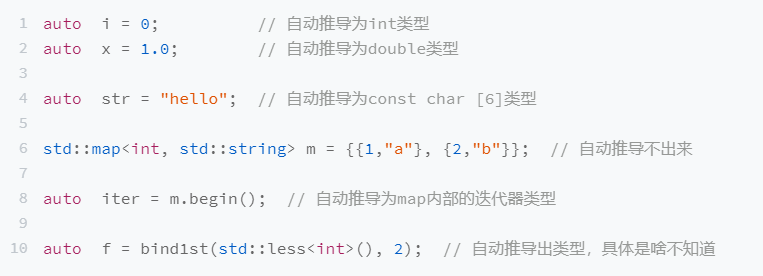 1 auto  i = 0;          // 自动推导为int类型
2 auto  x = 1.0;        // 自动推导为double类型
3
4 auto  str = "hello";  // 自动推导为const char [6]类型
5
6 std::map<int, std::string> m = {{1,"a"}, {2,"b"}};  // 自动推导不出来
7
8 auto  iter = m.begin();  // 自动推导为map内部的迭代器类型
9
10 auto  f = bind1st(std::less<int>(), 2);  // 自动推导出类型，具体是啥不知道